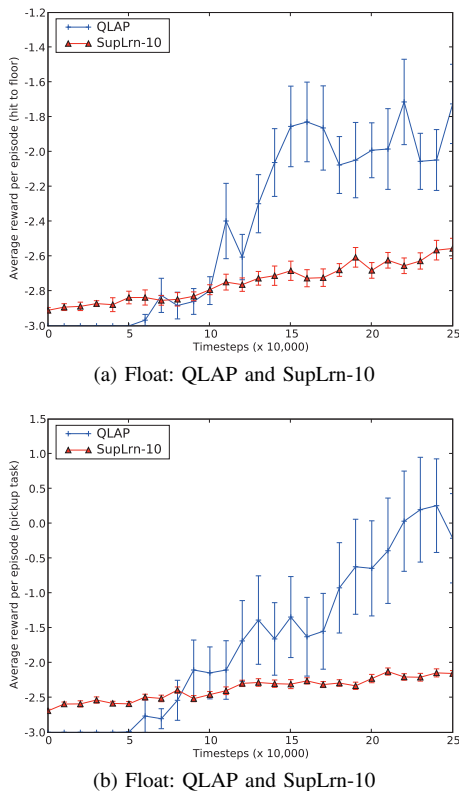 -1.2
QLAP
SupLrn-10
-1.4
-1.6
-1.8
-2.0
-2.2
-2.4
-2.6
-2.8
-3.0
Average reward per episode (hit to floor)
0 5 10 15 20 25
Timesteps (x 10,000)
(a) Float: QLAP and SupLrn-10
1.5
QLAP
SupLrn-10
1.0
0.5
0.0
-0.5
-1.0
-1.5
-2.0
-2.5
-3.0
Average reward per episode (pickup task)
0 5 10 15 20 25
Timesteps (x 10,000)
(b) Float: QLAP and SupLrn-10